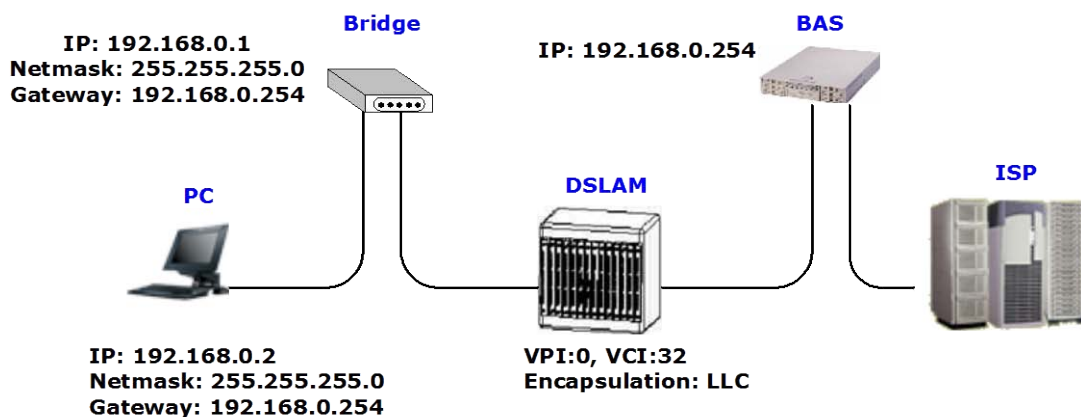 Bridge
IP: 192.168.0.1
Netmask: 255.255.255.0
Gateway: 192.168.0.254
BAS
IP: 192.168.0.254
PC
DSLAM
ISP
IP: 192.168.0.2
Netmask: 255.255.255.0
Gateway: 192.168.0.254
VPI:0, VCI:32
Encapsulation: LLC